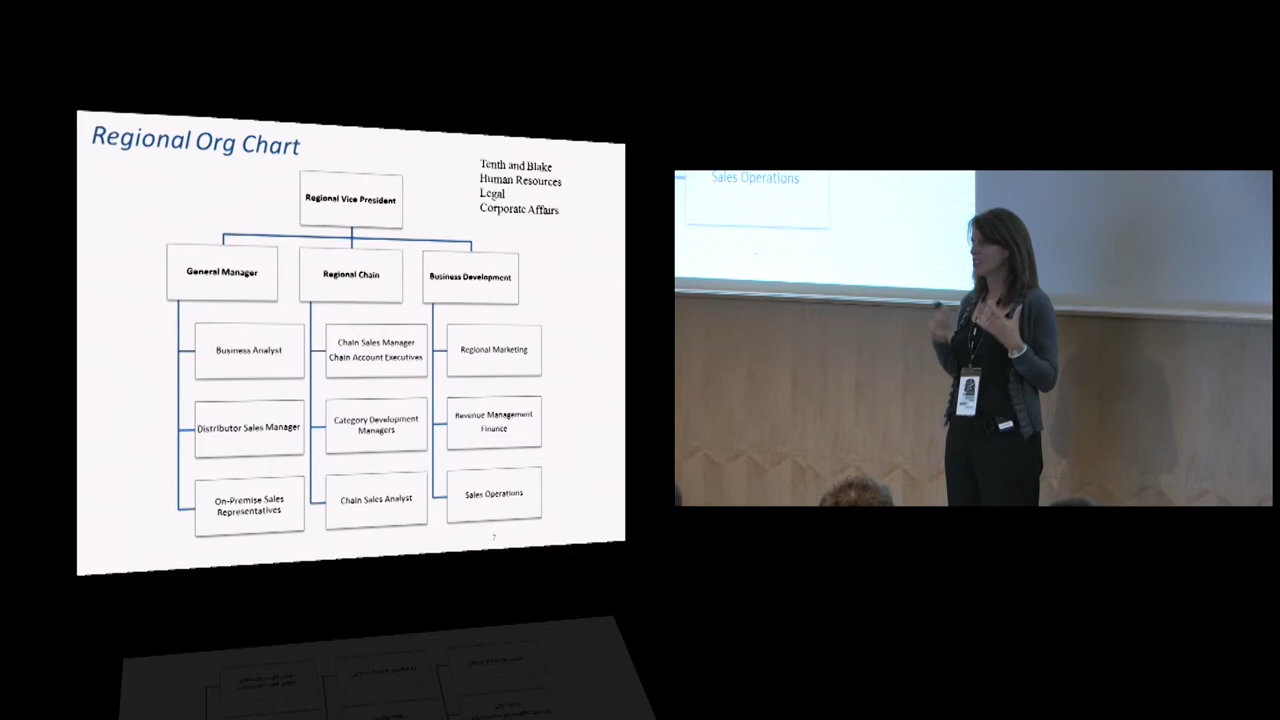 Regional Org Chart
Tenth and Blake
Human Resources
Legal
Corporate Affairs
Regional Vice President
General Manager
Regional Chain
Business Development
Business Analyst
Chain Sales Manager
Chain Account Executives
Regional Marketing
Distributor Sales Manager
Category Development
Managers
Revenue Management
Finance
On-Premise Sales
Representatives
Chain Sales Analyst
Sales Operations
7
Sales Operations